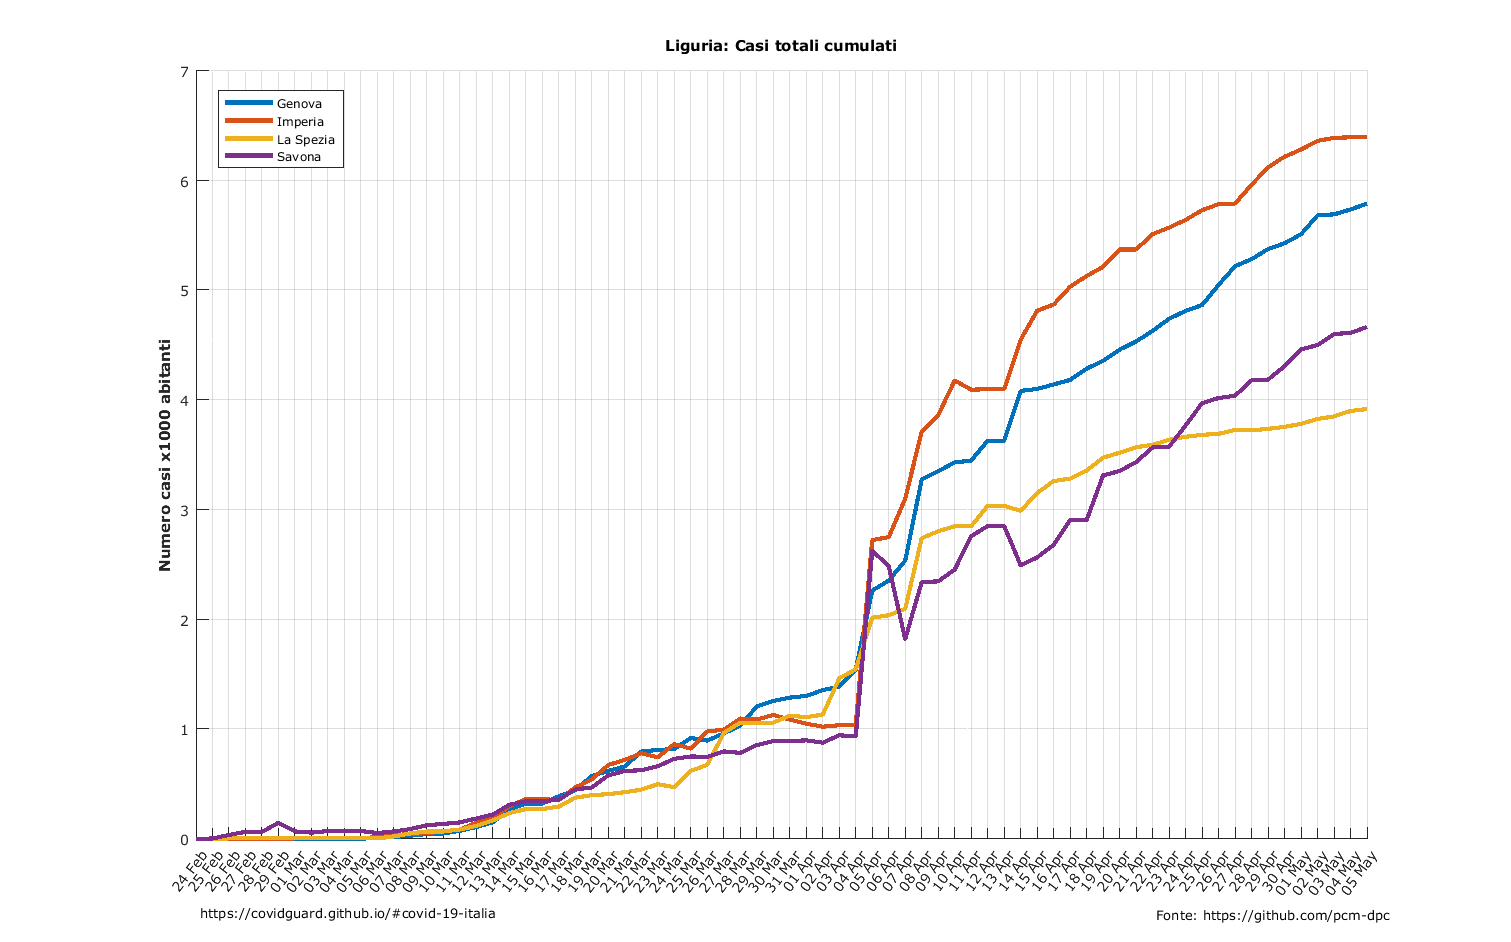 Liguria: Casi totali cumulati
7
6
5
4
3
2
1
0
Numero casi x1000 abitanti
Genova
Imperia
La Spezia
Savona
24 Feb
25 Feb
26 Feb
27 Feb
28 Feb
29 Feb
01 Mar
02 Mar
03 Mar
04 Mar
05 Mar
06 Mar
07 Mar
08 Mar
09 Mar
10 Mar
11 Mar
12 Mar
13 Mar
14 Mar
15 Mar
16 Mar
17 Mar
18 Mar
19 Mar
20 Mar
21 Mar
22 Mar
23 Mar
24 Mar
25 Mar
26 Mar
27 Mar
28 Mar
29 Mar
30 Mar
31 Mar
01 Apr
02 Apr
03 Apr
04 Apr
05 Apr
06 Apr
07 Apr
08 Apr
09 Apr
10 Apr
11 Apr
12 Apr
13 Apr
14 Apr
15 Apr
16 Apr
17 Apr
18 Apr
19 Apr
20 Apr
21 Apr
22 Apr
23 Apr
24 Apr
25 Apr
26 Apr
27 Apr
28 Apr
29 Apr
30 Apr
01 May
02 May
03 May
04 May
05 May
https://covidguard.github.io/#covid-19-italia
Fonte: https://github.com/pcm-dpc